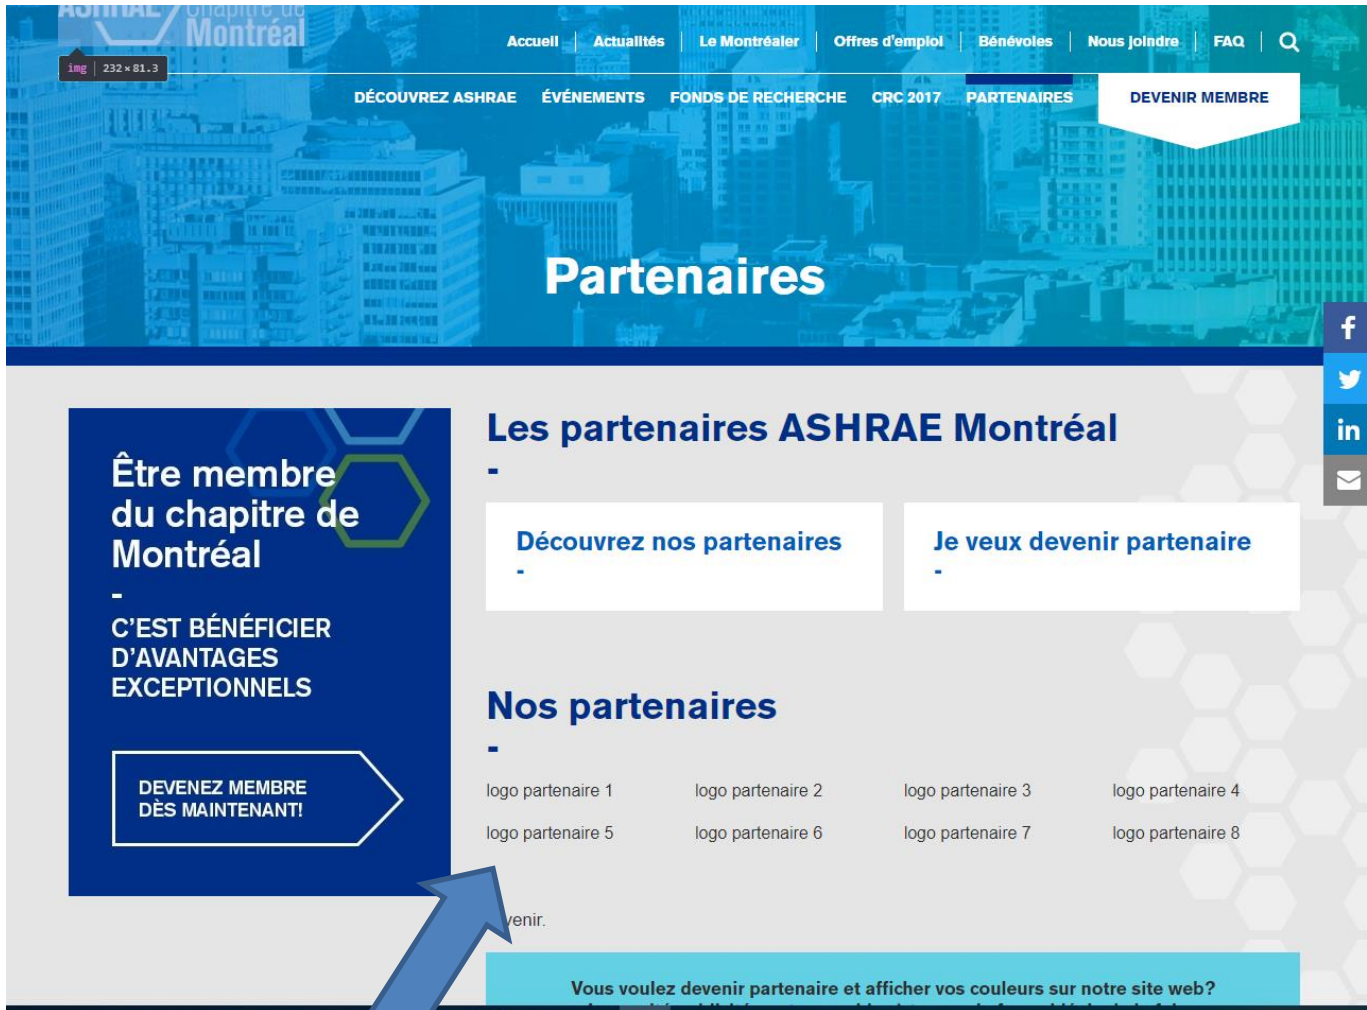 ASHRAE Chapitre de
Montréal
img 232×81.3
Accueil Actualités Le Montréaler Offres d'emploi Bénévoles Nous joindre FAQ
DÉCOUVREZ ASHRAE ÉVÉNEMENTS FONDS DE RECHERCHE CRC 2017 PARTENAIRES DEVENIR MEMBRE
Partenaires
Être membre
du chapitre de
Montréal
-
C'EST BÉNÉFICIER
D'AVANTAGES
EXCEPTIONNELS
DEVENEZ MEMBRE
DÈS MAINTENANT!
Les partenaires ASHRAE Montréal
-
Découvrez nos partenaires
-
Je veux devenir partenaire
-
Nos partenaires
-
logo partenaire 1 logo partenaire 2 logo partenaire 3 logo partenaire 4
logo partenaire 5 logo partenaire 6 logo partenaire 7 logo partenaire 8
venir.
Vous voulez devenir partenaire et afficher vos couleurs sur notre site web?